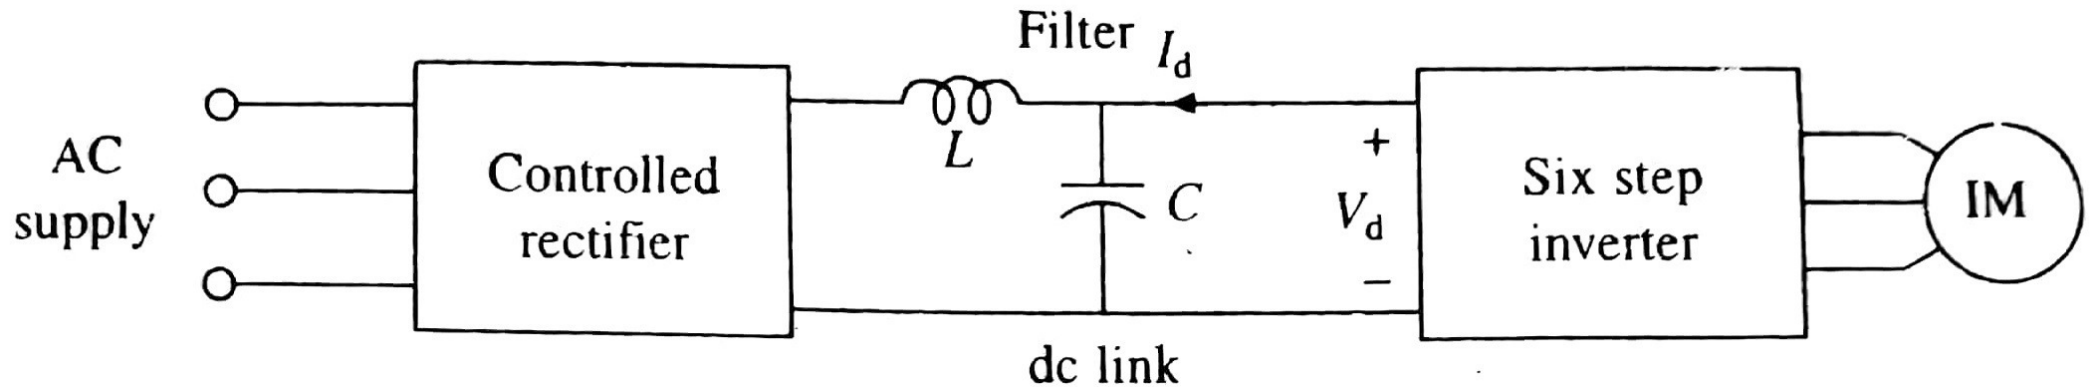 Filter
I_d
AC
supply
Controlled
rectifier
L
C
+
V_d
−
Six step
inverter
IM
dc link